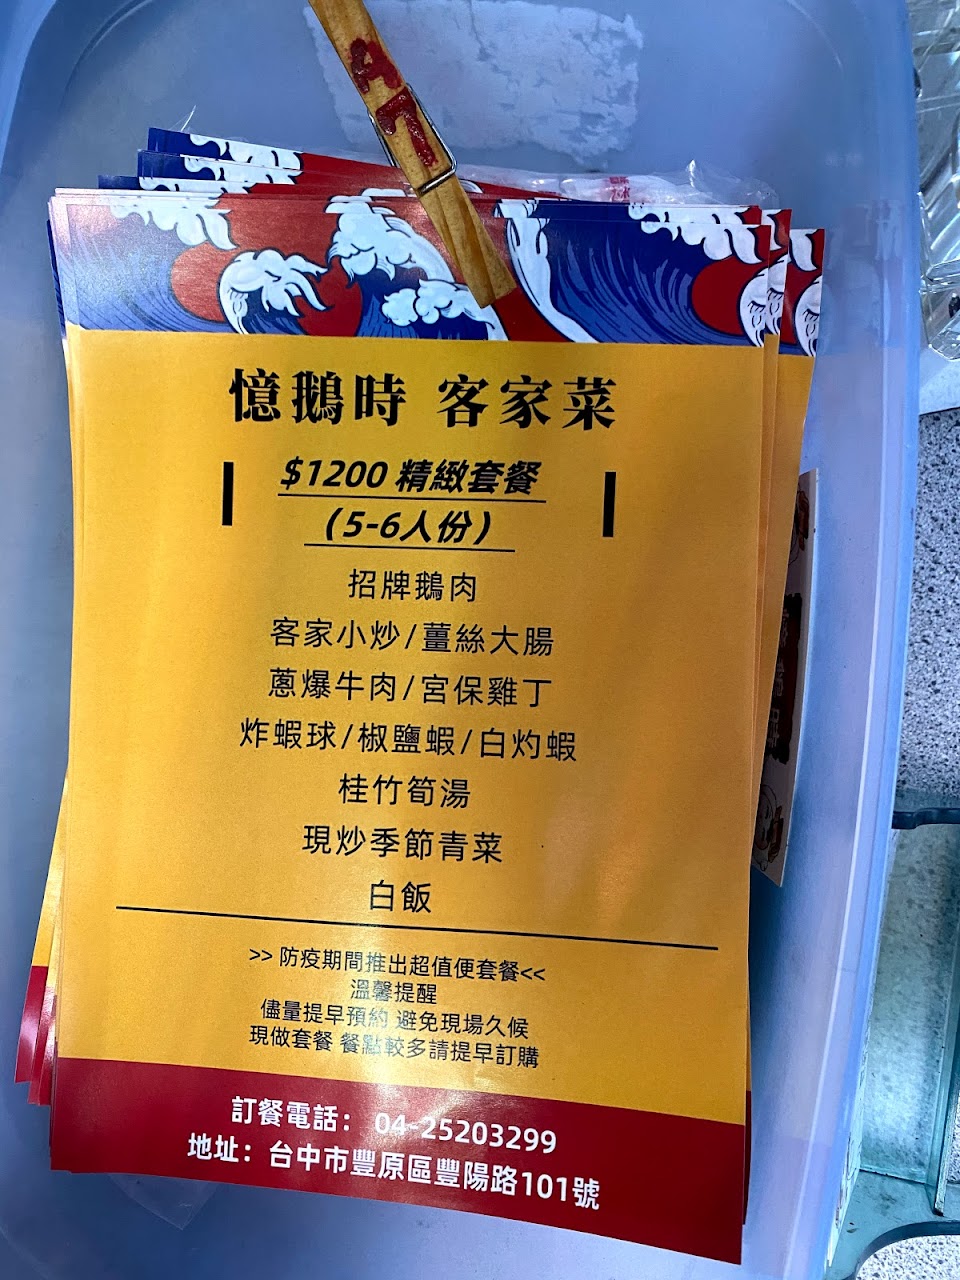 AT
憶鵝時 客家菜
$1200 精緻套餐
(5-6人份)
招牌鵝肉
客家小炒/薑絲大腸
蔥爆牛肉/宮保雞丁
炸蝦球/椒鹽蝦/白灼蝦
桂竹筍湯
現炒季節青菜
白飯
>> 防疫期間推出超值便套餐<<
溫馨提醒
儘量提早預約 避免現場久候
現做套餐 餐點較多請提早訂購
訂餐電話： 04-25203299
地址：台中市豐原區豐陽路101號